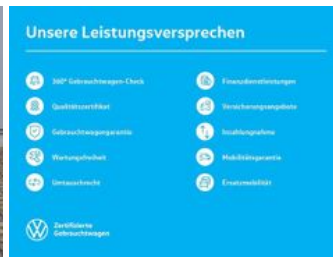 Unsere Leistungsversprechen
360° Gebrauchtwagen-Check
Qualitätszertifikat
Gebrauchtwagengarantie
Wartungsfreiheit
Umtauschrecht
Finanzdienstleistungen
Versicherungsangebote
Inzahlungnahme
Mobilitätsgarantie
Ersatzmobilität
Zertifizierte
Gebrauchtwagen